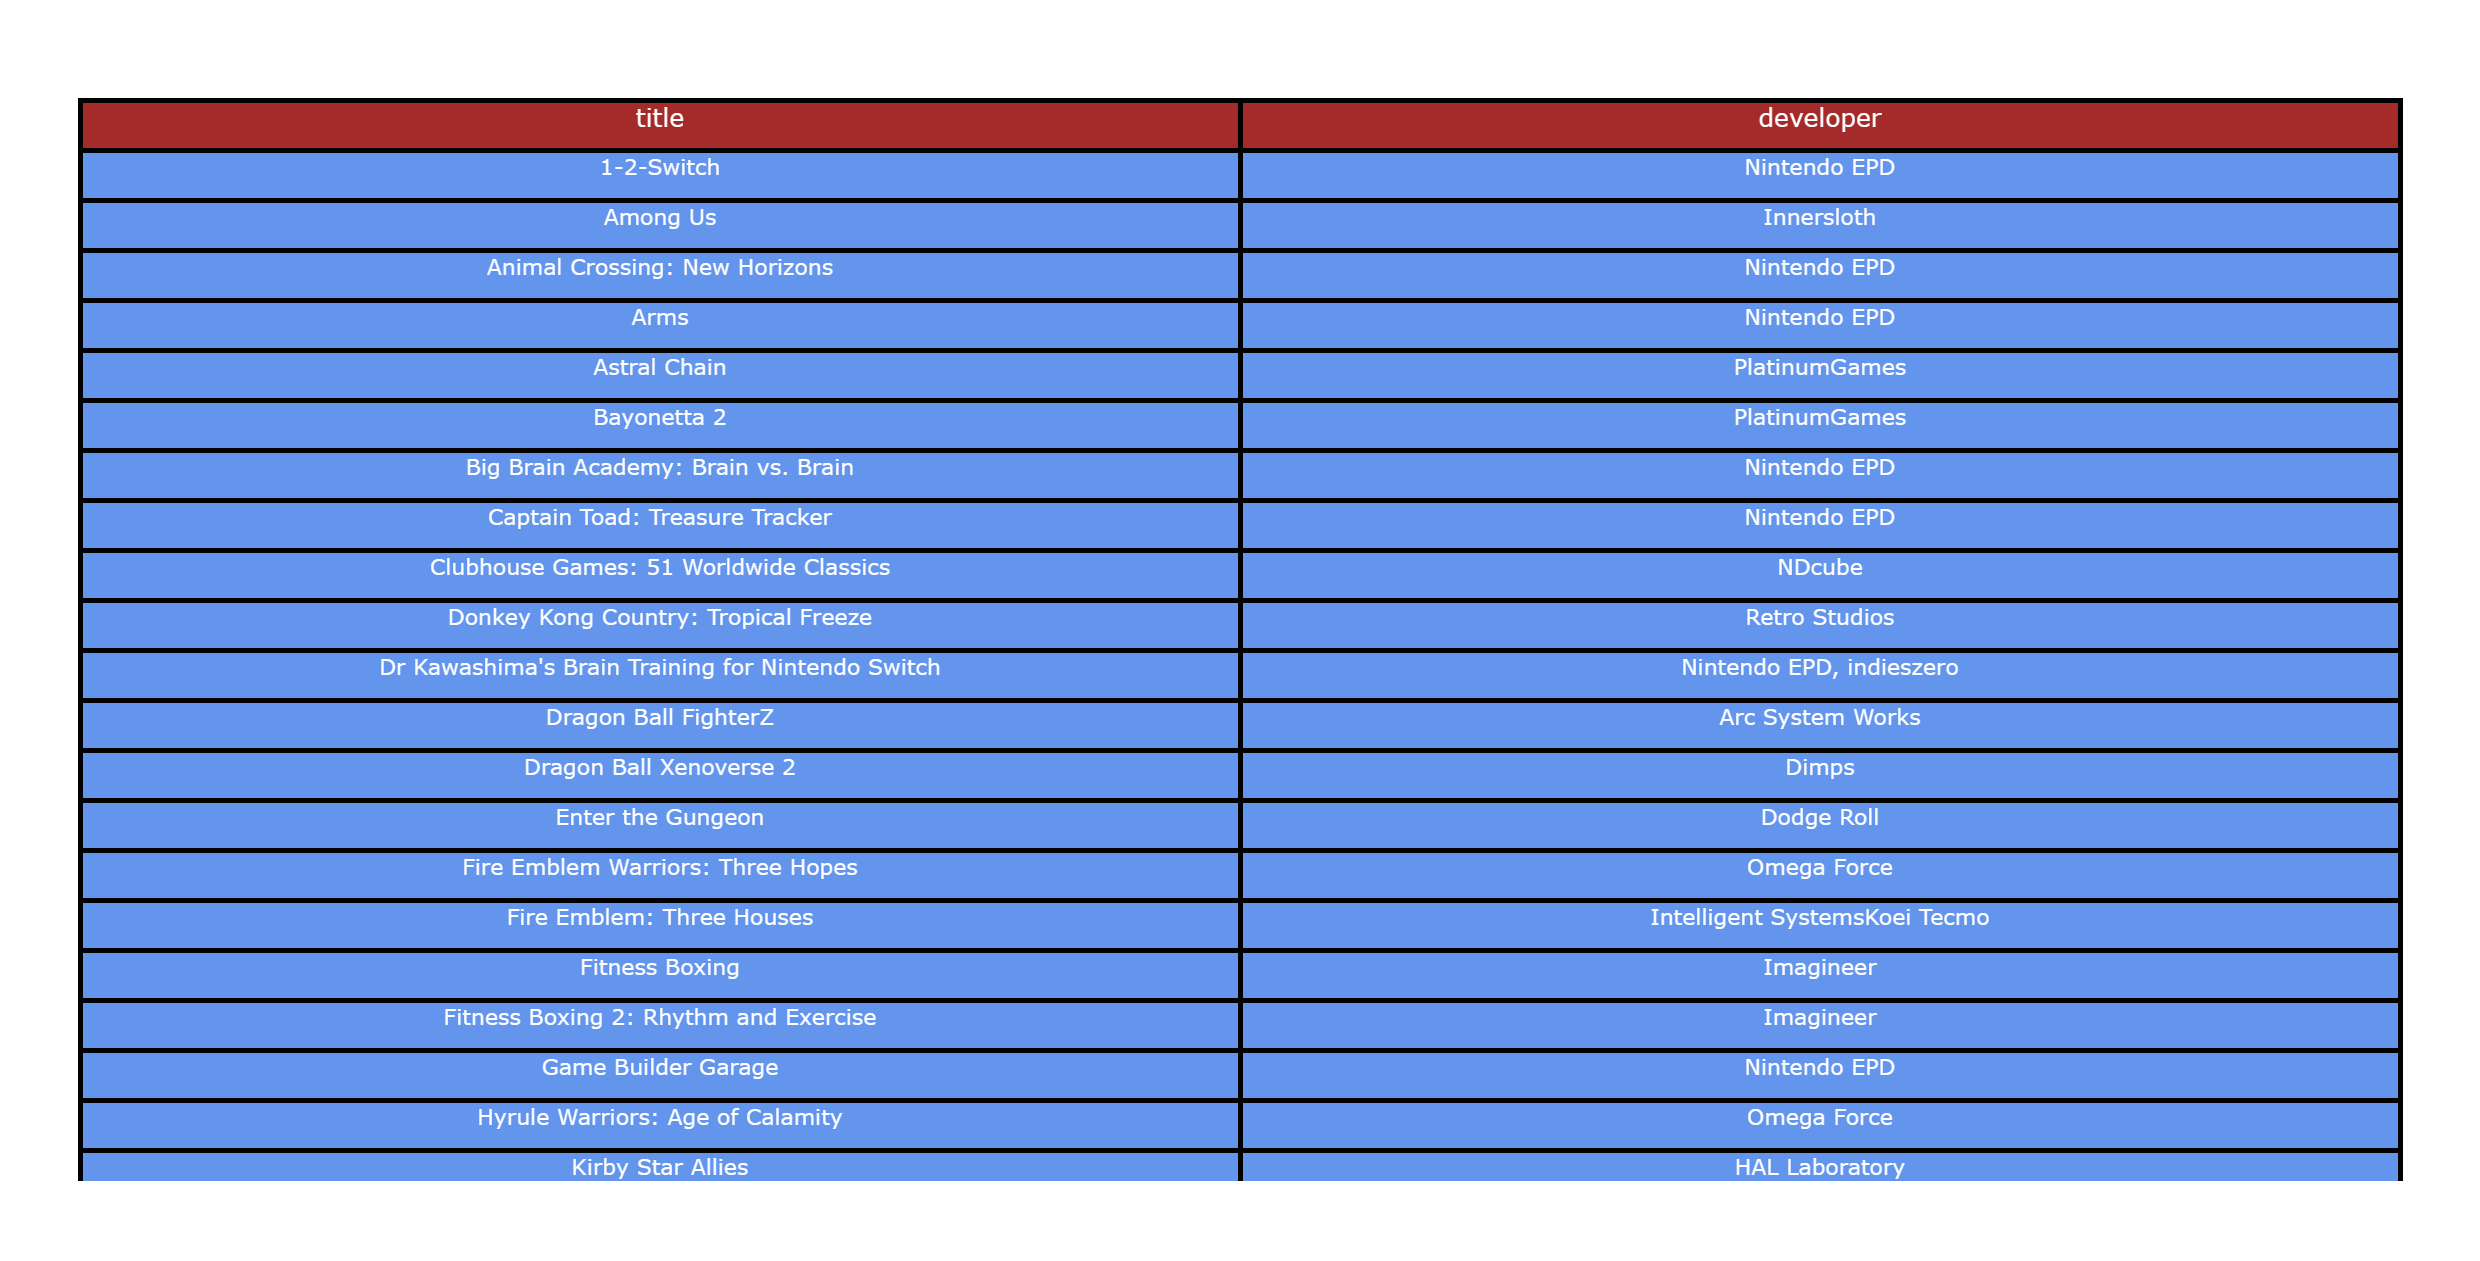 title developer
1-2-Switch Nintendo EPD
Among Us Innersloth
Animal Crossing: New Horizons Nintendo EPD
Arms Nintendo EPD
Astral Chain PlatinumGames
Bayonetta 2 PlatinumGames
Big Brain Academy: Brain vs. Brain Nintendo EPD
Captain Toad: Treasure Tracker Nintendo EPD
Clubhouse Games: 51 Worldwide Classics NDcube
Donkey Kong Country: Tropical Freeze Retro Studios
Dr Kawashima's Brain Training for Nintendo Switch Nintendo EPD, indieszero
Dragon Ball FighterZ Arc System Works
Dragon Ball Xenoverse 2 Dimps
Enter the Gungeon Dodge Roll
Fire Emblem Warriors: Three Hopes Omega Force
Fire Emblem: Three Houses Intelligent SystemsKoei Tecmo
Fitness Boxing Imagineer
Fitness Boxing 2: Rhythm and Exercise Imagineer
Game Builder Garage Nintendo EPD
Hyrule Warriors: Age of Calamity Omega Force
Kirby Star Allies HAL Laboratory